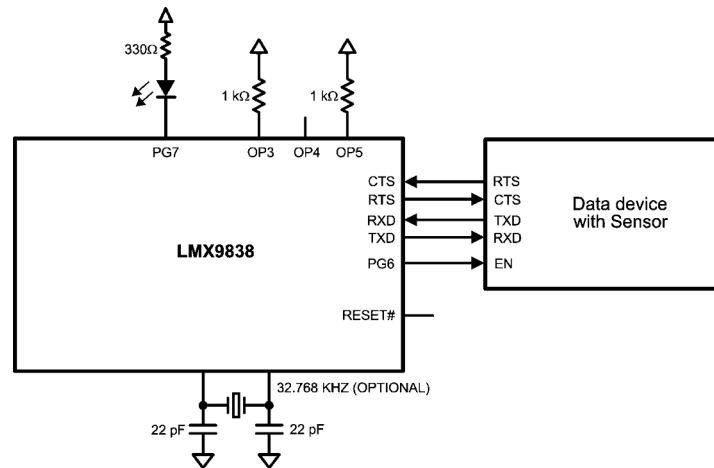 330Ω
1 kΩ
1 kΩ
PG7
OP3
OP4
OP5
CTS
RTS
RXD
TXD
PG6
RESET#
LMX9838
RTS
CTS
TXD
RXD
EN
Data device
with Sensor
32.768 KHZ (OPTIONAL)
22 pF
22 pF